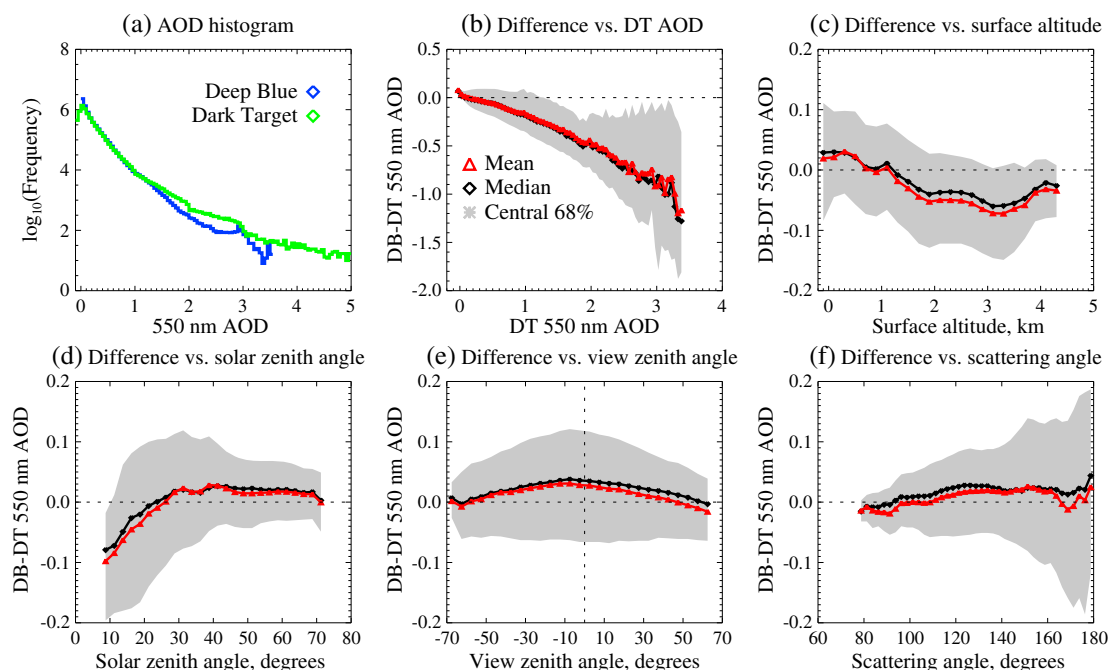 (a) AOD histogram
8
6
4
2
0
log10(Frequency)
Deep Blue
Dark Target
0 1 2 3 4 5
550 nm AOD
(b) Difference vs. DT AOD
0.5
0.0
-0.5
-1.0
-1.5
-2.0
DB-DT 550 nm AOD
Mean
Median
Central 68%
0 1 2 3 4
DT 550 nm AOD
(c) Difference vs. surface altitude
0.2
0.1
0.0
-0.1
-0.2
DB-DT 550 nm AOD
0 1 2 3 4 5
Surface altitude, km
(d) Difference vs. solar zenith angle
0.2
0.1
0.0
-0.1
-0.2
DB-DT 550 nm AOD
0 10 20 30 40 50 60 70 80
Solar zenith angle, degrees
(e) Difference vs. view zenith angle
0.2
0.1
0.0
-0.1
-0.2
DB-DT 550 nm AOD
-70 -50 -30 -10 10 30 50 70
View zenith angle, degrees
(f) Difference vs. scattering angle
0.2
0.1
0.0
-0.1
-0.2
DB-DT 550 nm AOD
60 80 100 120 140 160 180
Scattering angle, degrees